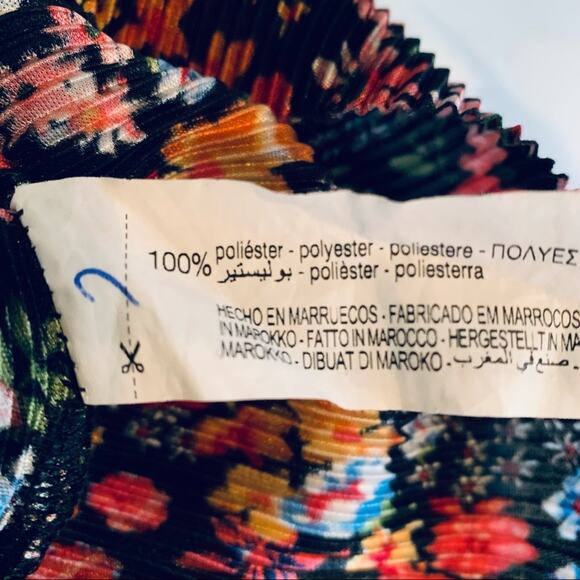 100% poliéster - polyester - poliestere - ΠΟΛΥΕΣ
بوليستير - polièster - poliesterra
HECHO EN MARRUECOS - FABRICADO EM MARROCOS
IN MAROKKO - FATTO IN MAROCCO - HERGESTELLT IN MA
MAROKKO - DIBUAT DI MAROKO - صنع في المغرب -